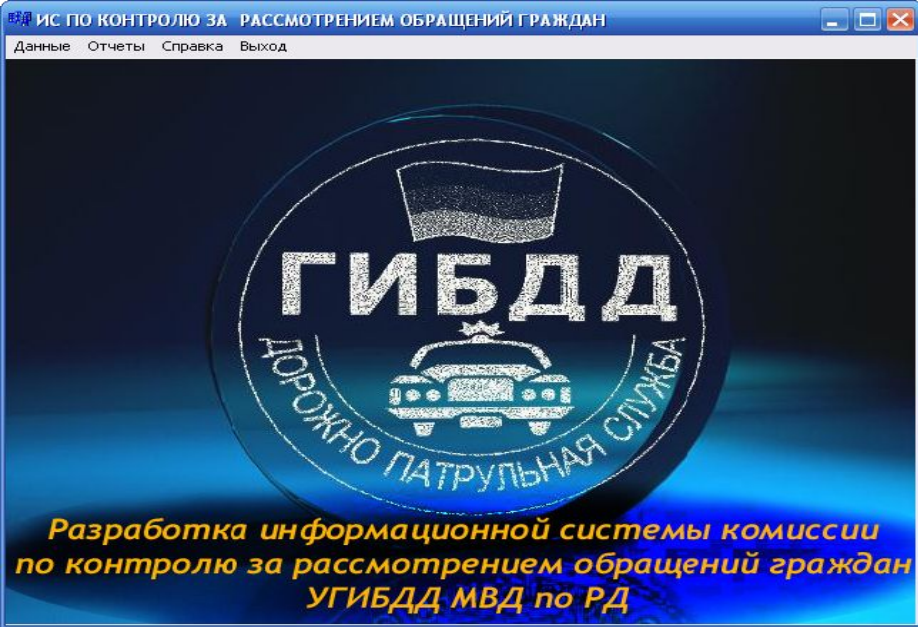 ИС ПО КОНТРОЛЮ ЗА РАССМОТРЕНИЕМ ОБРАЩЕНИЙ ГРАЖДАН
Данные Отчеты Справка Выход
ГИБДД
ДОРОЖНО ПАТРУЛЬНАЯ СЛУЖБА
Разработка информационной системы комиссии
по контролю за рассмотрением обращений граждан
УГИБДД МВД по РД